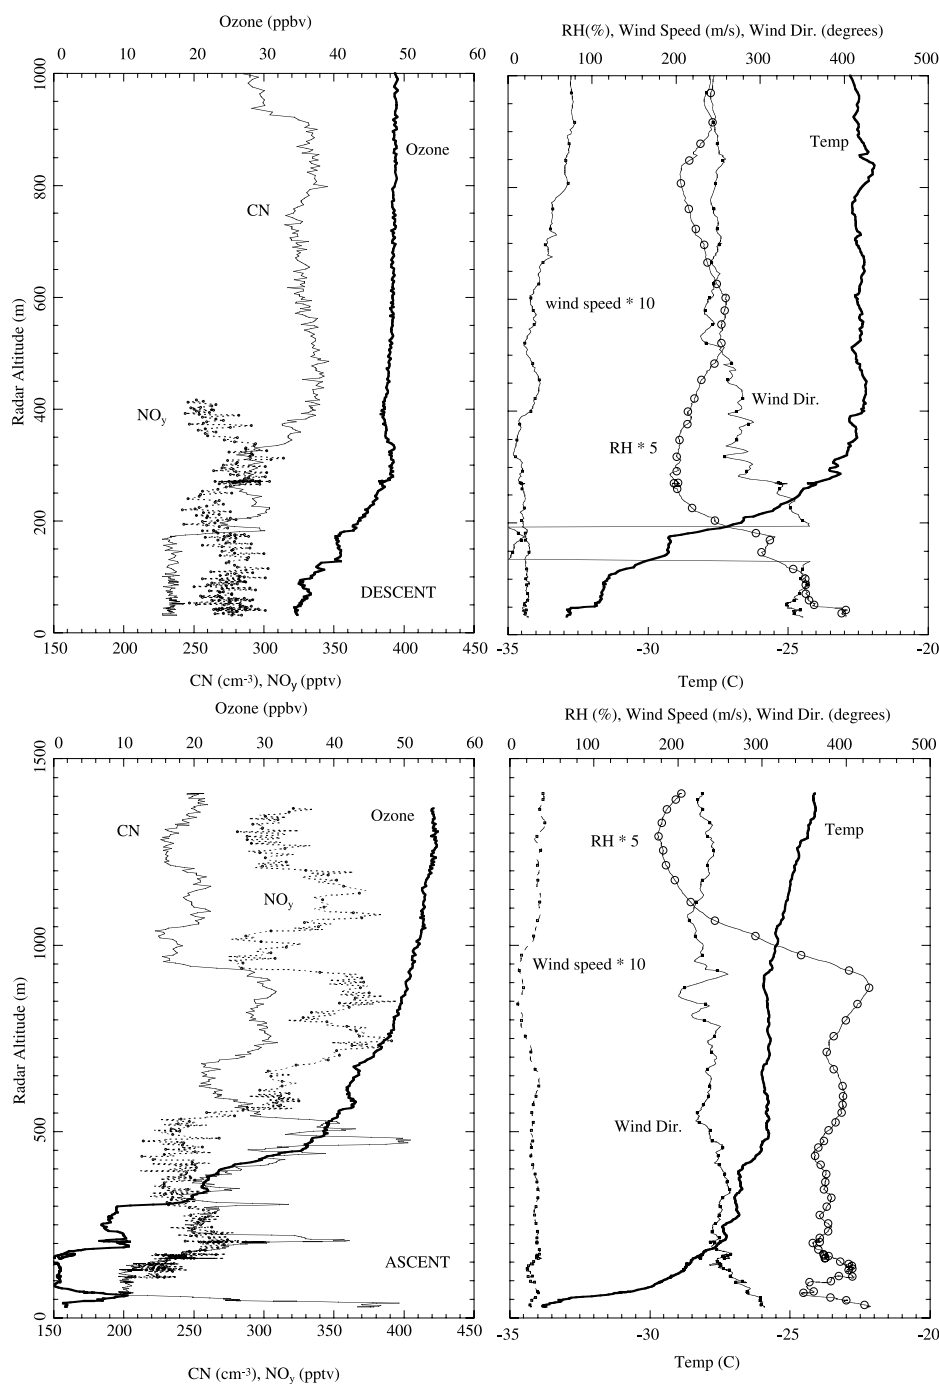 Ozone (ppbv)
0 10 20 30 40 50 60
1000
800
600
400
200
0
Radar Altitude (m)
Ozone
CN
NOy
DESCENT
150 200 250 300 350 400 450
CN (cm-3), NOy (pptv)
RH(%), Wind Speed (m/s), Wind Dir. (degrees)
0 100 200 300 400 500
Temp
wind speed * 10
Wind Dir.
RH * 5
-35 -30 -25 -20
Temp (C)
Ozone (ppbv)
0 10 20 30 40 50 60
1500
1000
500
0
Radar Altitude (m)
Ozone
CN
NOy
ASCENT
150 200 250 300 350 400 450
CN (cm-3), NOy (pptv)
RH (%), Wind Speed (m/s), Wind Dir. (degrees)
0 100 200 300 400 500
Temp
RH * 5
Wind speed * 10
Wind Dir.
-35 -30 -25 -20
Temp (C)